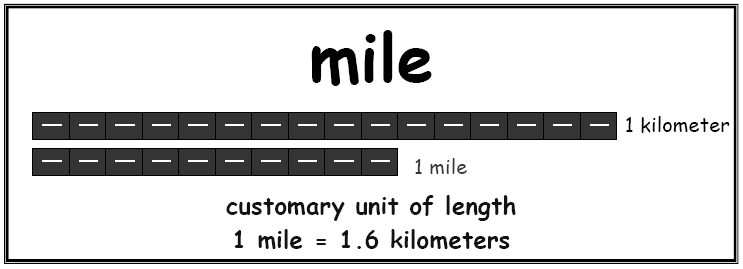 mile
1 kilometer
1 mile
customary unit of length
1 mile = 1.6 kilometers